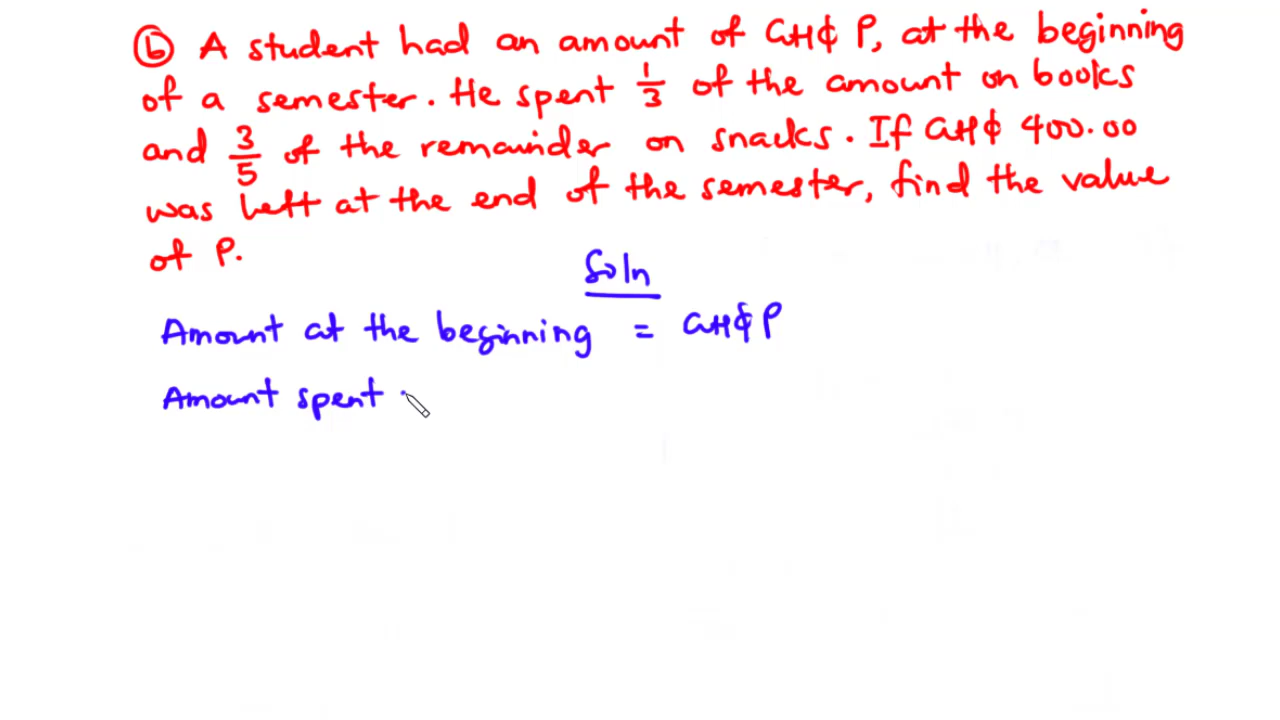 ⓑ A student had an amount of GH¢ P, at the beginning
of a semester. He spent 1/3 of the amount on books
and 3/5 of the remainder on snacks. If GH¢ 400.00
was left at the end of the semester, find the value
of P.
Soln
Amount at the beginning = GH¢ P
Amount spent